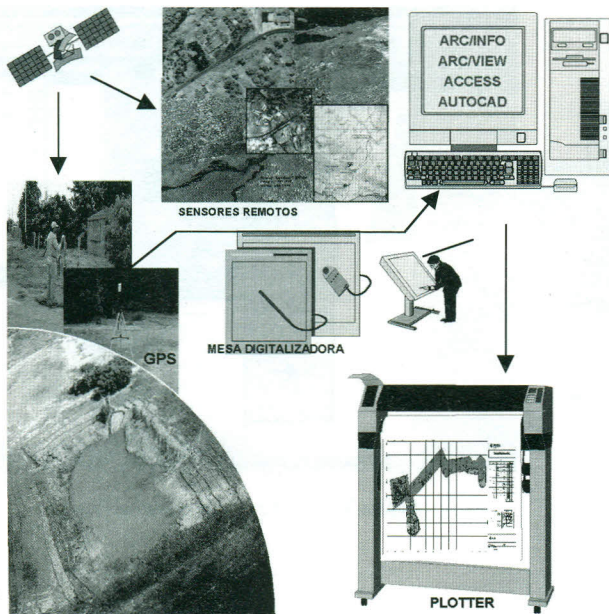 ARC/INFO
ARC/VIEW
ACCESS
AUTOCAD
SENSORES REMOTOS
GPS
MESA DIGITALIZADORA
PLOTTER